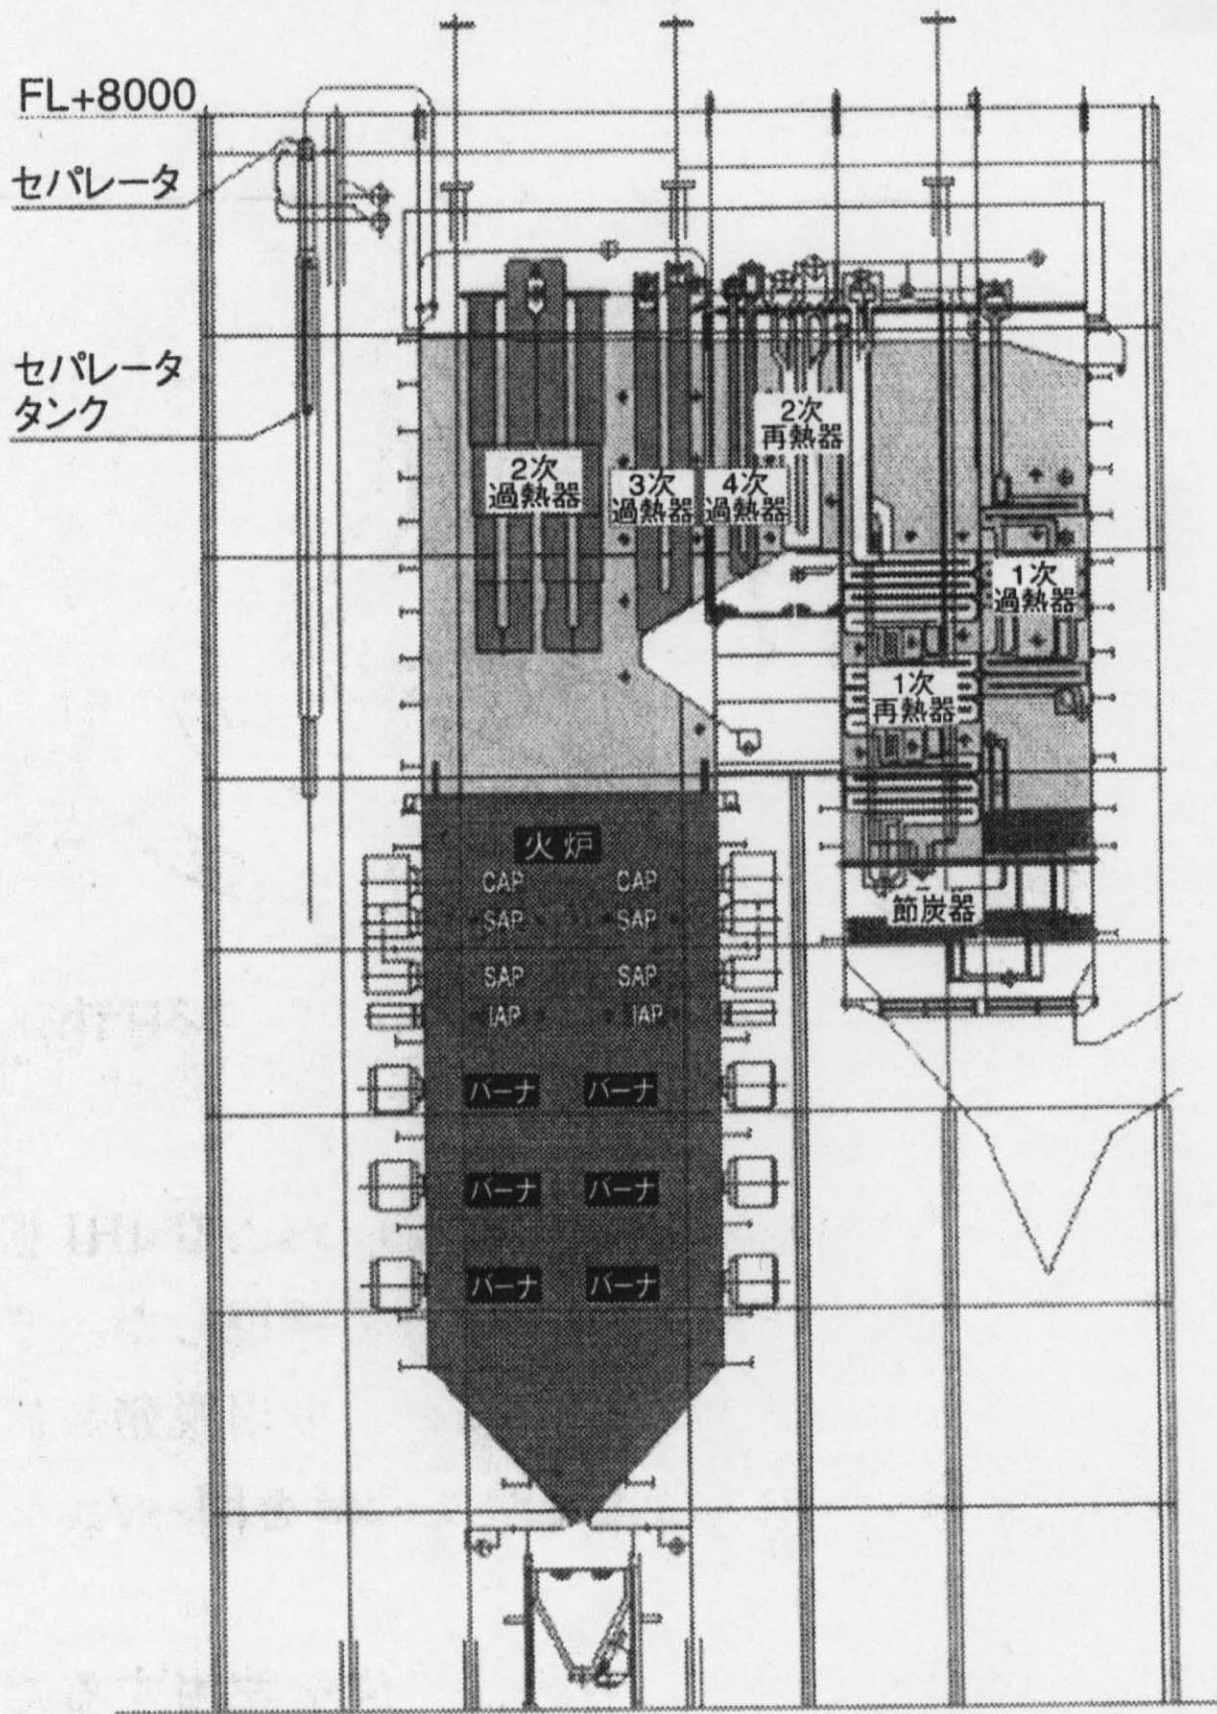 FL+8000
セパレータ
セパレータ
タンク
2次
過熱器
3次
過熱器
4次
過熱器
2次
再熱器
1次
過熱器
1次
再熱器
節炭器
火炉
CAP CAP
SAP SAP
SAP SAP
IAP IAP
バーナ バーナ
バーナ バーナ
バーナ バーナ